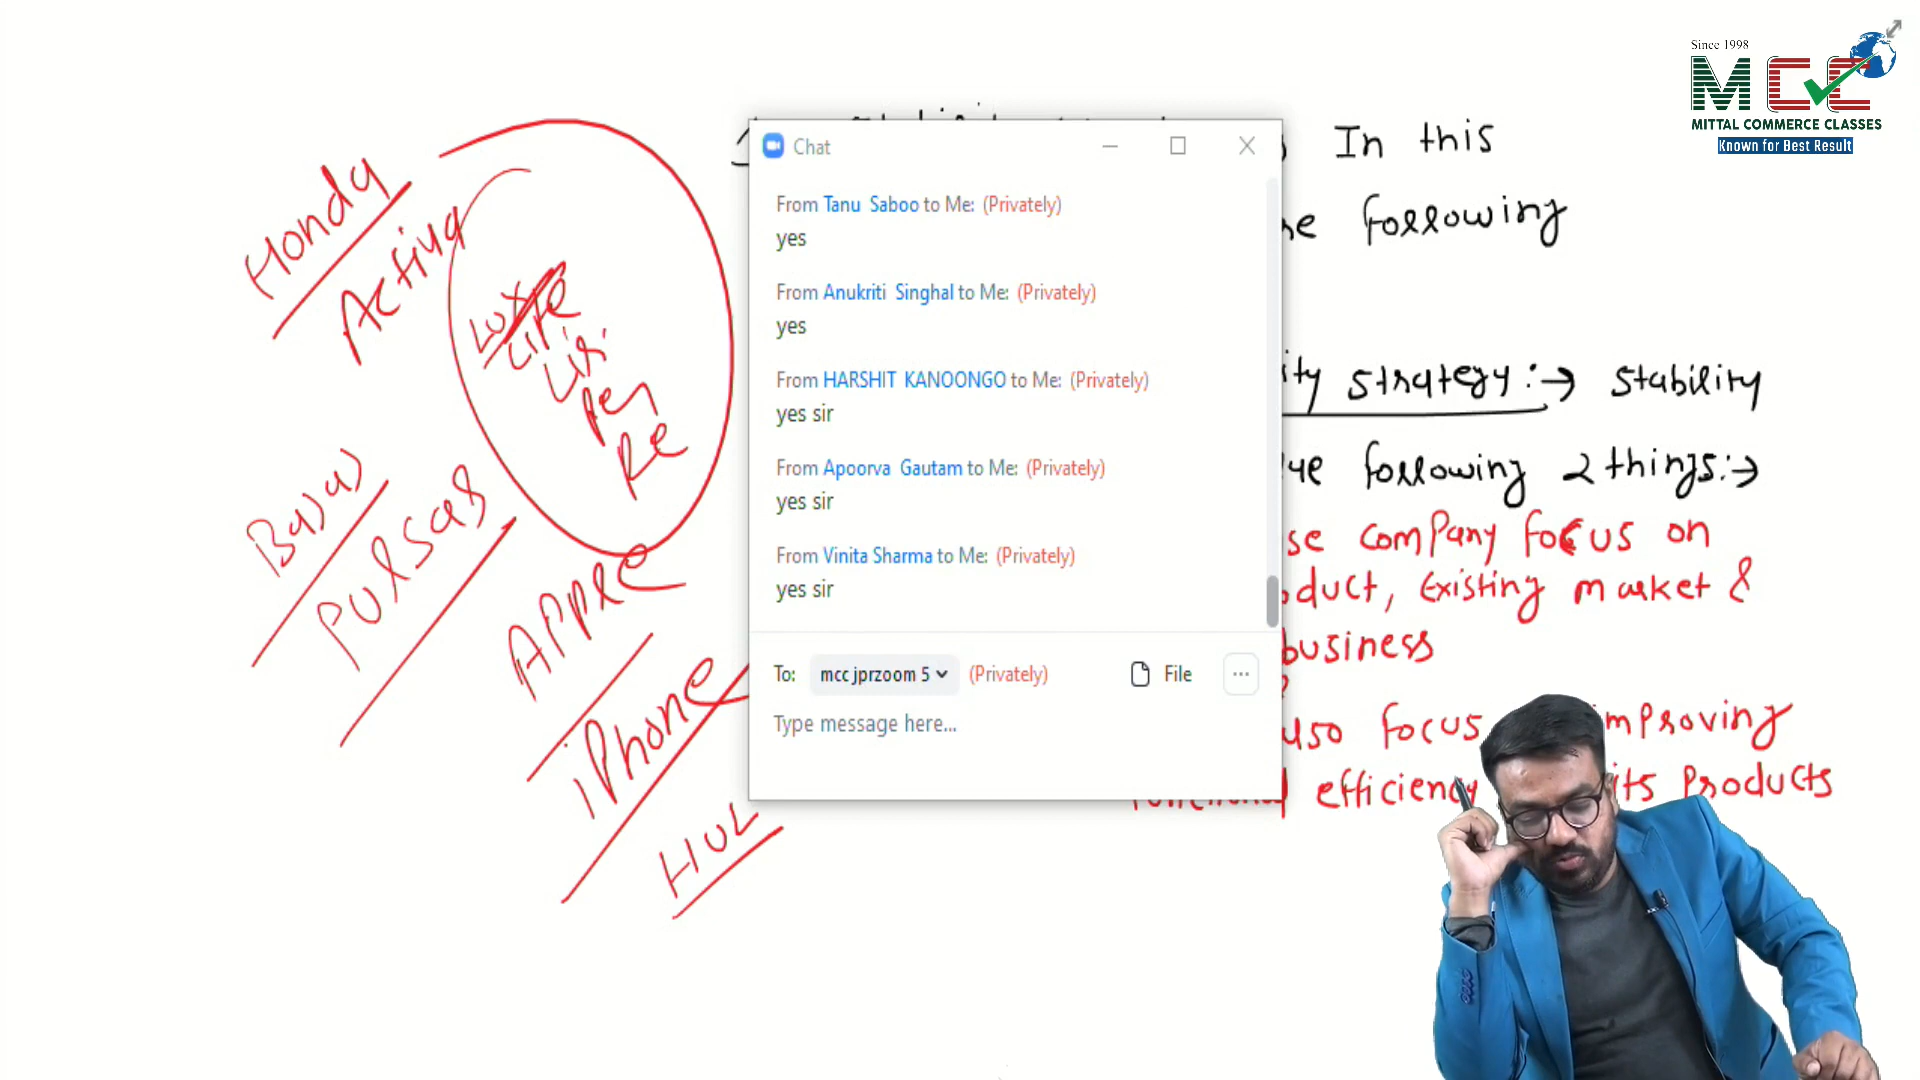 Since 1998
MCC
MITTAL COMMERCE CLASSES
Known for Best Result
In this
Following
Honda
Activa
Lux
Life
Re
Bajaj
Pulsar
Apple
iPhone
HUL
Chat
From Tanu Saboo to Me: (Privately)
yes
From Anukriti Singhal to Me: (Privately)
yes
From HARSHIT KANOONGO to Me: (Privately)
yes sir
From Apoorva Gautam to Me: (Privately)
yes sir
From Vinita Sharma to Me: (Privately)
yes sir
To: mcc jprzoom 5 (Privately) File
Type message here...
strategy:→ stability
following 2 things:→
company focus on
Existing market &
business
focus improving
efficiency its products